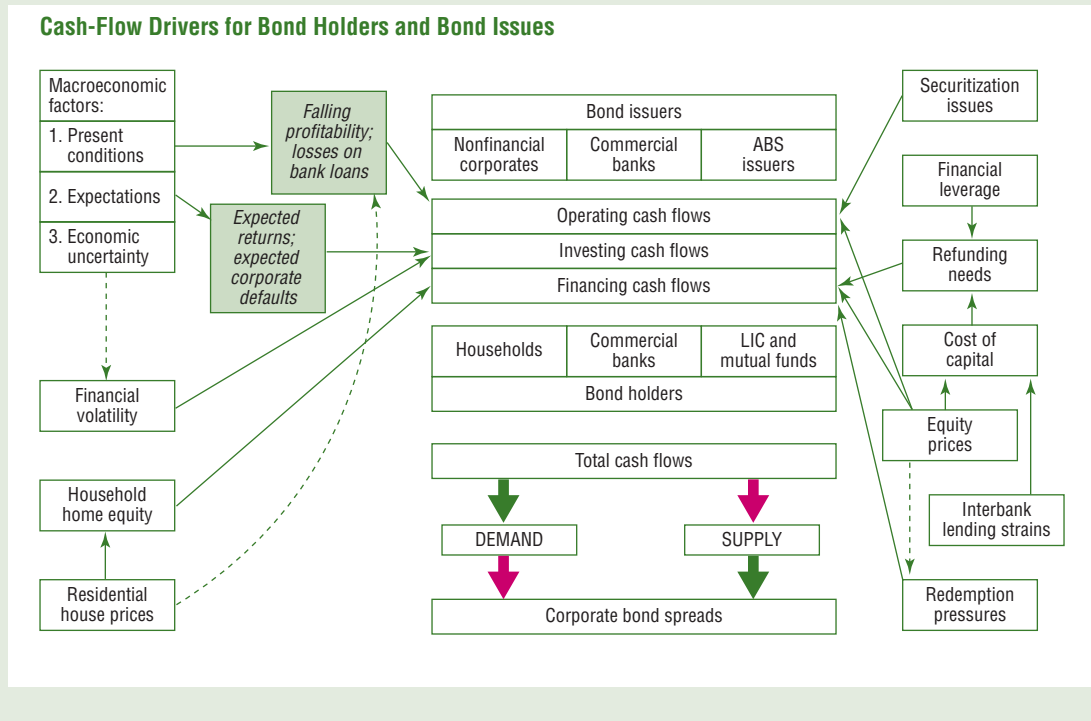 Cash-Flow Drivers for Bond Holders and Bond Issues
Macroeconomic
factors:
1. Present
conditions
2. Expectations
3. Economic
uncertainty
Financial
volatility
Household
home equity
Residential
house prices
Falling
profitability;
losses on
bank loans
Expected
returns;
expected
corporate
defaults
Bond issuers
Nonfinancial
corporates
Commercial
banks
ABS
issuers
Operating cash flows
Investing cash flows
Financing cash flows
Households
Commercial
banks
LIC and
mutual funds
Bond holders
Total cash flows
DEMAND
SUPPLY
Corporate bond spreads
Securitization
issues
Financial
leverage
Refunding
needs
Cost of
capital
Equity
prices
Interbank
lending strains
Redemption
pressures